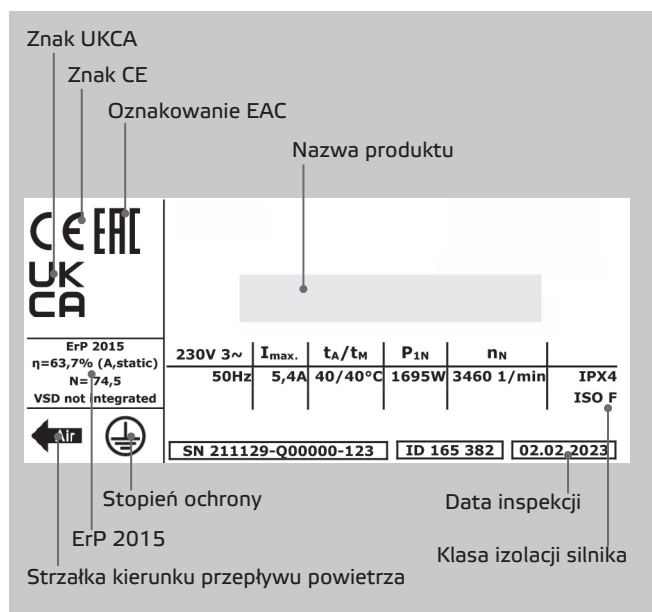 Znak UKCA
Znak CE
Oznakowanie EAC
Nazwa produktu
CE EAC
UK
CA
ErP 2015
η=63,7% (A,static)
N= 74,5
VSD not integrated
230V 3~ Imax. tA/tM P1N nN
50Hz 5,4A 40/40°C 1695W 3460 1/min IPX4
ISO F
Air
SN 211129-Q00000-123 ID 165 382 02.02.2023
Stopień ochrony
Data inspekcji
ErP 2015
Klasa izolacji silnika
Strzałka kierunku przepływu powietrza